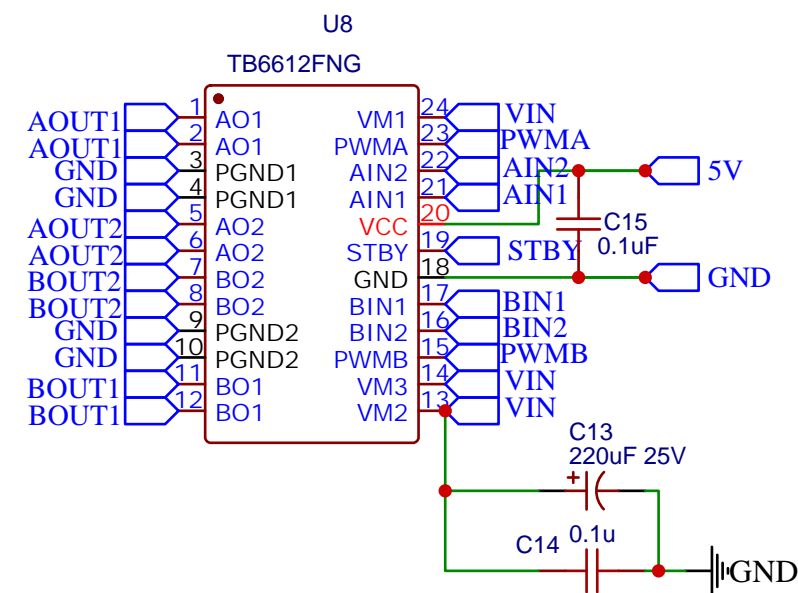 U8
TB6612FNG
AOUT1 1 AO1 VM1 24 VIN
AOUT1 2 AO1 PWMA 23 PWMA
GND 3 PGND1 AIN2 22 AIN2
GND 4 PGND1 AIN1 21 AIN1
5V
AOUT2 5 AO2 VCC 20
C15
0.1uF
AOUT2 6 AO2 STBY 19 STBY
BOUT2 7 BO2 GND 18 GND
BOUT2 8 BO2 BIN1 17 BIN1
GND 9 PGND2 BIN2 16 BIN2
GND 10 PGND2 PWMB 15 PWMB
BOUT1 11 BO1 VM3 14 VIN
BOUT1 12 BO1 VM2 13 VIN
C13
220uF 25V
+
C14 0.1u
GND